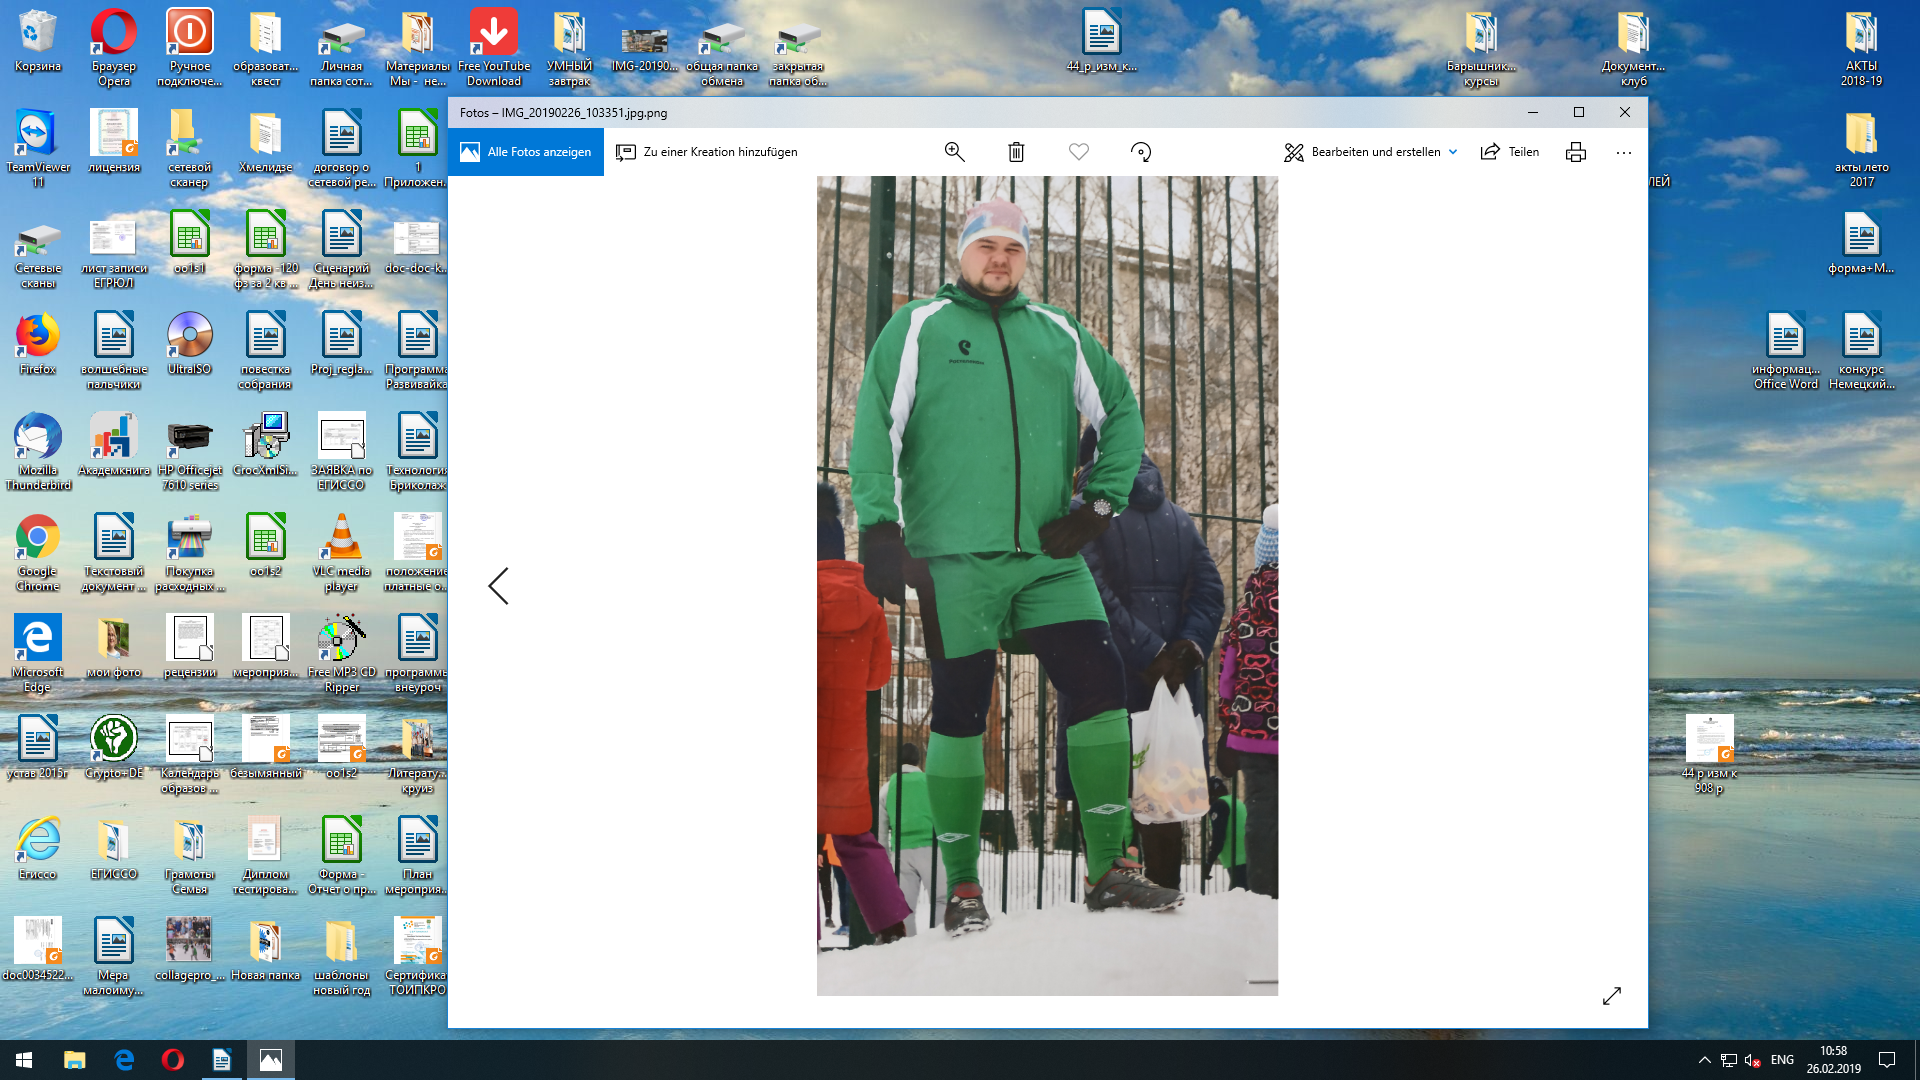 Корзина
Браузер
Opera
Ручное
подключе...
образоват...
квест
Личная
папка сот...
Материалы
Мы - не...
Free YouTube
Download
УМНЫЙ
завтрак
IMG-20190...
общая папка
обмена
закрытая
папка об...
44_р_изм_к...
Барышник...
курсы
Документ...
клуб
АКТЫ
2018-19
Fotos – IMG_20190226_103351.jpg.png
Alle Fotos anzeigen
Zu einer Kreation hinzufügen
Bearbeiten und erstellen
Teilen
TeamViewer
11
лицензия
сетевой
сканер
Хмелидзе
договор о
сетевой ре...
1
Приложен...
ЛЕЙ
акты лето
2017
Сетевые
сканы
лист записи
ЕГРЮЛ
oo1s1
форма -120
фз за 2 кв ...
Сценарий
День неиз...
doc-doc-k...
форма+М...
Firefox
волшебные
пальчики
UltraISO
повестка
собрания
Proj_regla...
Программа
Развивайка
информац...
Office Word
конкурс
Немецкий...
Mozilla
Thunderbird
Академкнига
HP Officejet
7610 series
CrocXmlSi...
ЗАЯВКА по
ЕГИССО
Технология
Бриколаж
Google
Chrome
Текстовый
документ ...
Покупка
расходных ...
oo1s2
VLC media
player
положение
платные о...
Microsoft
Edge
мои фото
рецензии
мероприя...
Free MP3 CD
Ripper
программы
внеуроч
устав 2015г
Crypto+DE
Календарь
образов ...
безымянный
oo1s2
Литерату...
круиз
44 р изм к
908 р
Егиссо
ЕГИССО
Грамоты
Семья
Диплом
тестирова...
Форма -
Отчет о пр...
План
мероприя...
doc0034522...
Мера
малоиму...
collagepro_...
Новая папка
шаблоны
новый год
Сертифика
ТОИПКРО
ENG
10:58
26.02.2019